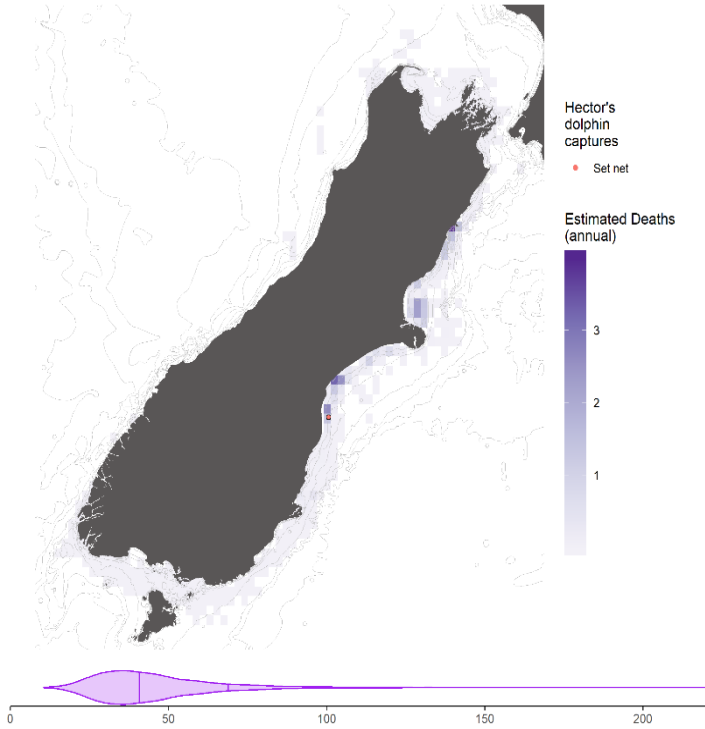 Hector's
dolphin
captures
Set net
Estimated Deaths
(annual)
3
2
1
0
50
100
150
200